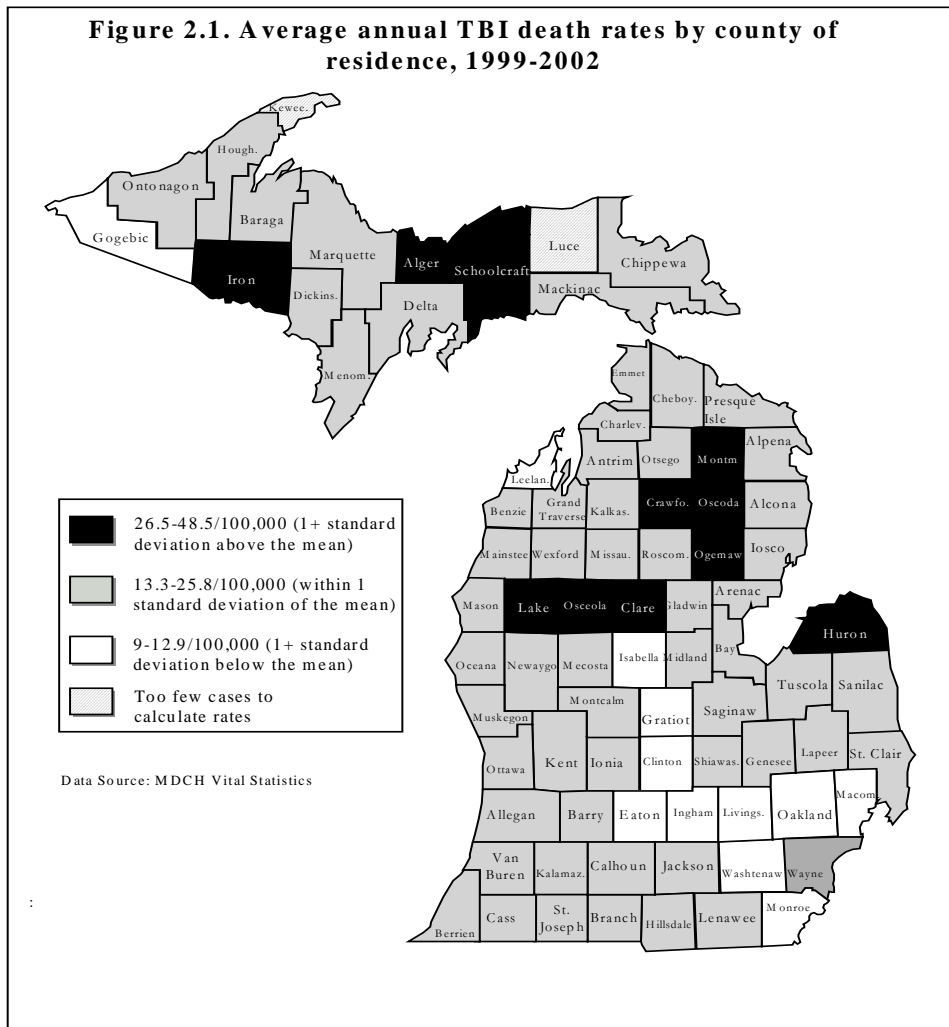 Figure 2.1. Average annual TBI death rates by county of
residence, 1999-2002
Kewee.
Hough.
Ontonagon
Baraga
Gogebic
Iron
Marquette
Alger
Schoolcraft
Luce
Chippewa
Mackinac
Dickins.
Delta
Menom.
Emmet
Cheboy.
Presque
Isle
Charlev.
Antrim
Otsego
Montm
Alpena
Leelan.
Benzie
Grand
Traverse
Kalkas.
Crawfo.
Oscoda
Alcona
Mainstee
Wexford
Missau.
Roscom.
Ogemaw
Iosco
Mason
Lake
Osceola
Clare
Gladwin
Arenac
Huron
Oceana
Newaygo
Mecosta
Isabella
Midland
Bay
Tuscola
Sanilac
Muskegon
Montcalm
Gratiot
Saginaw
Ottawa
Kent
Ionia
Clinton
Shiawas.
Genesee
Lapeer
St. Clair
Allegan
Barry
Eaton
Ingham
Livings.
Oakland
Macom.
Van
Buren
Kalamaz.
Calhoun
Jackson
Washtenaw
Wayne
Berrien
Cass
St.
Joseph
Branch
Hillsdale
Lenawee
Monroe
26.5-48.5/100,000 (1+ standard
deviation above the mean)
13.3-25.8/100,000 (within 1
standard deviation of the mean)
9-12.9/100,000 (1+ standard
deviation below the mean)
Too few cases to
calculate rates
Data Source: MDCH Vital Statistics
: